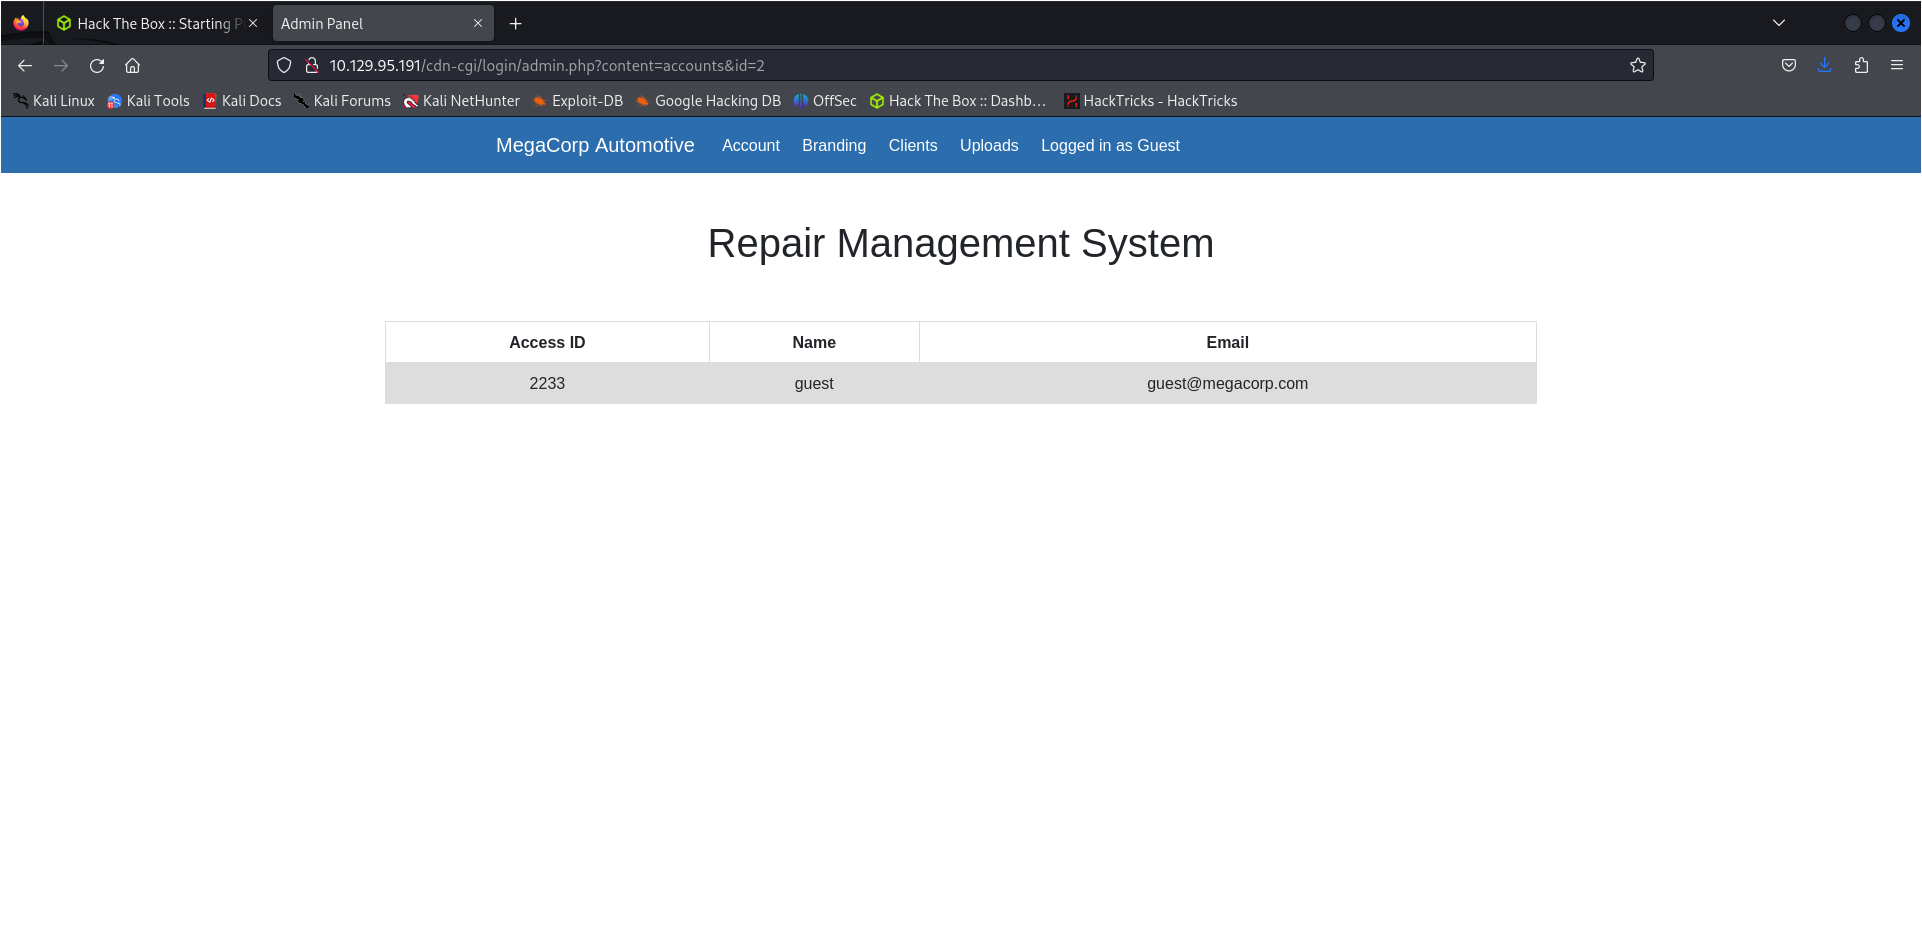 Hack The Box :: Starting P
Admin Panel
10.129.95.191/cdn-cgi/login/admin.php?content=accounts&id=2
Kali Linux Kali Tools Kali Docs Kali Forums Kali NetHunter Exploit-DB Google Hacking DB OffSec Hack The Box :: Dashb… HackTricks - HackTricks
MegaCorp Automotive Account Branding Clients Uploads Logged in as Guest
Repair Management System
Access ID Name Email
2233 guest guest@megacorp.com